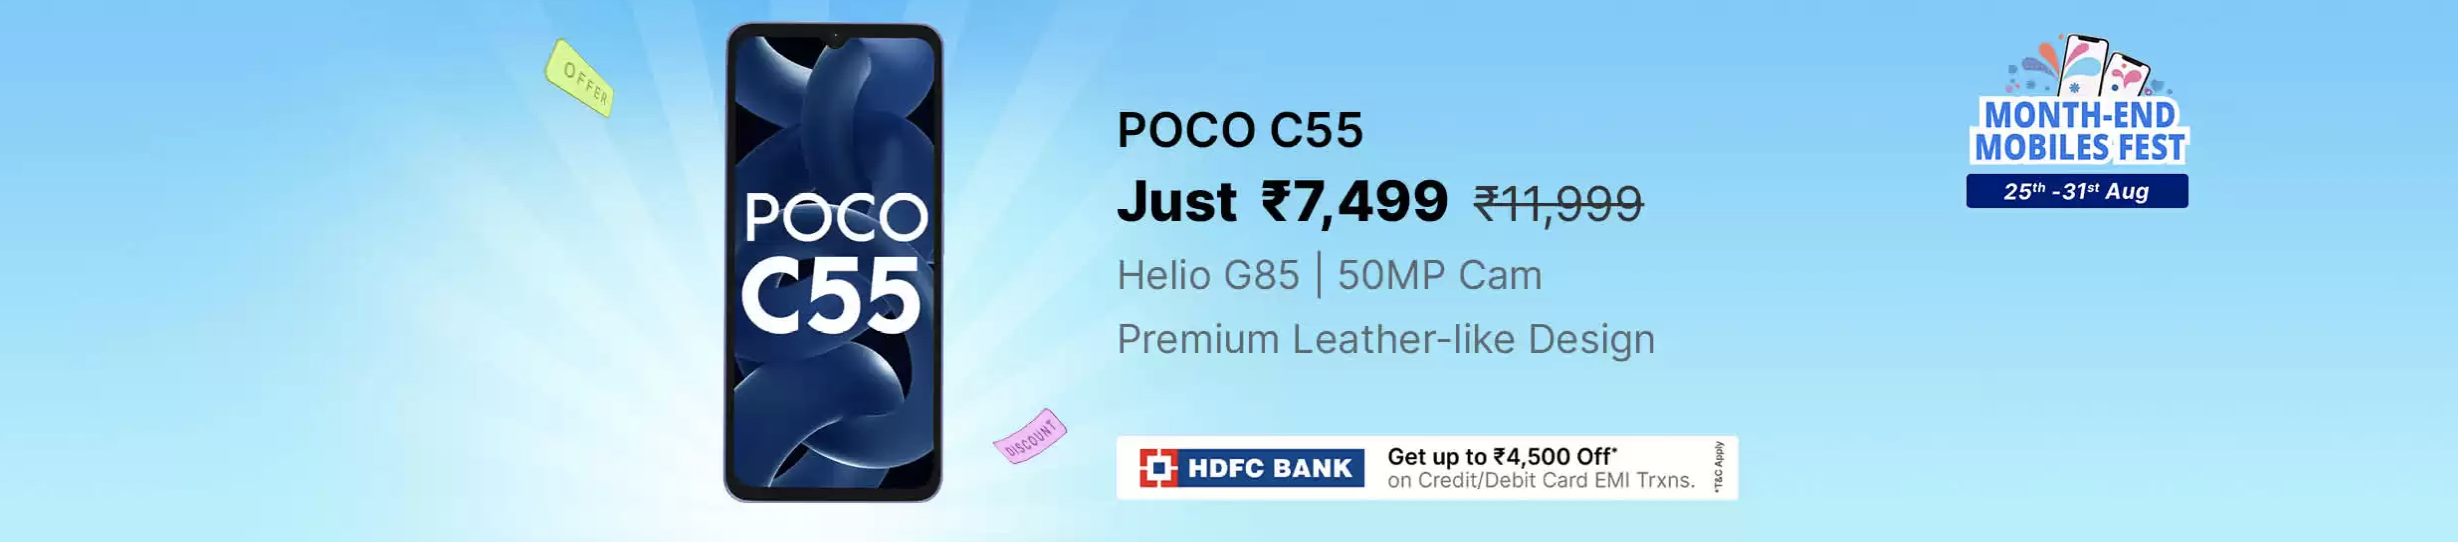 OFFER
POCO
C55
DISCOUNT
POCO C55
Just ₹7,499 ₹11,999
Helio G85 | 50MP Cam
Premium Leather-like Design
HDFC BANK
Get up to ₹4,500 Off*
on Credit/Debit Card EMI Trxns.
*T&C Apply
MONTH-END
MOBILES FEST
25th -31st Aug